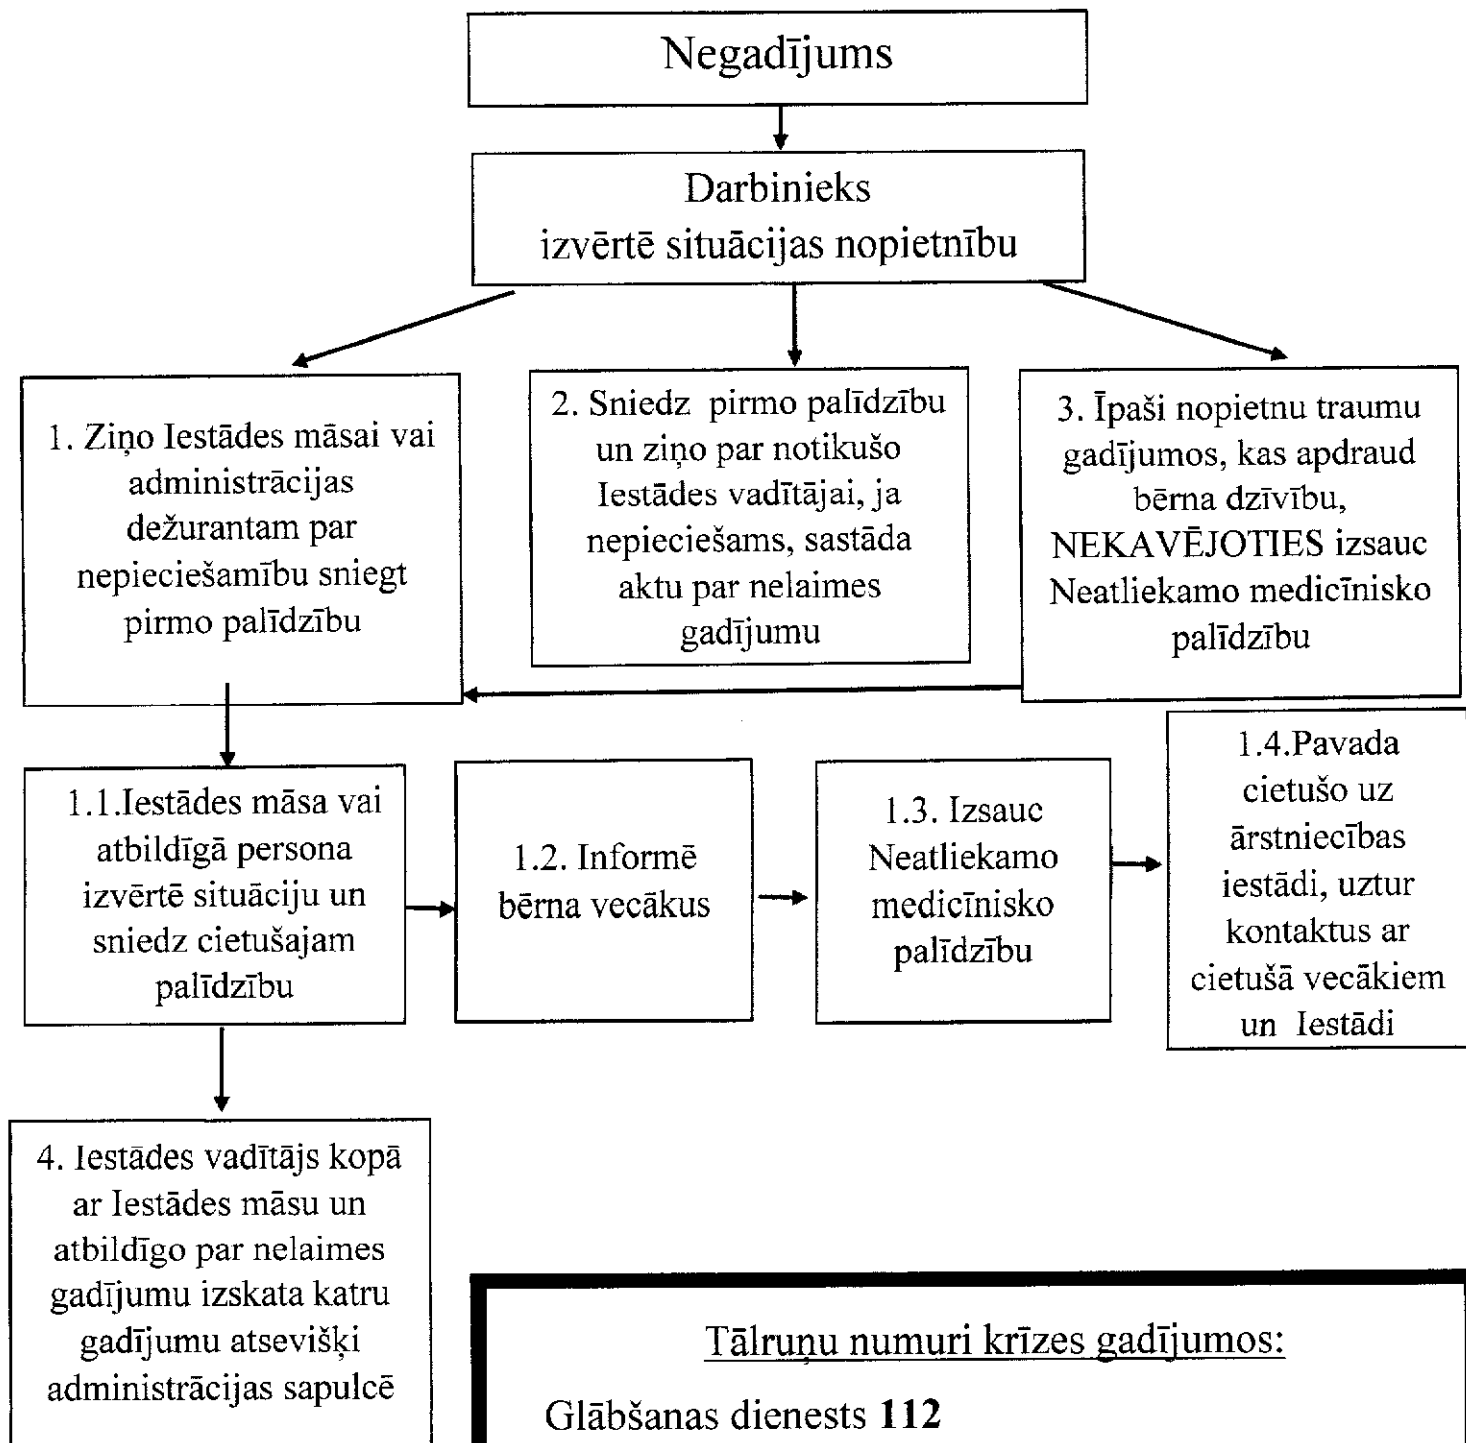 Negadījums
Darbinieks
izvērtē situācijas nopietnību
1. Ziņo Iestādes māsai vai
administrācijas
dežurantam par
nepieciešamību sniegt
pirmo palīdzību
2. Sniedz pirmo palīdzību
un ziņo par notikušo
Iestādes vadītājai, ja
nepieciešams, sastāda
aktu par nelaimes
gadījumu
3. Īpaši nopietnu traumu
gadījumos, kas apdraud
bērna dzīvību,
NEKAVĒJOTIES izsauc
Neatliekamo medicīnisko
palīdzību
1.1.Iestādes māsa vai
atbildīgā persona
izvērtē situāciju un
sniedz cietušajam
palīdzību
1.2. Informē
bērna vecākus
1.3. Izsauc
Neatliekamo
medicīnisko
palīdzību
1.4.Pavada
cietušo uz
ārstniecības
iestādi, uztur
kontaktus ar
cietušā vecākiem
un Iestādi
4. Iestādes vadītājs kopā
ar Iestādes māsu un
atbildīgo par nelaimes
gadījumu izskata katru
gadījumu atsevišķi
administrācijas sapulcē
Tālruņu numuri krīzes gadījumos:
Glābšanas dienests 112